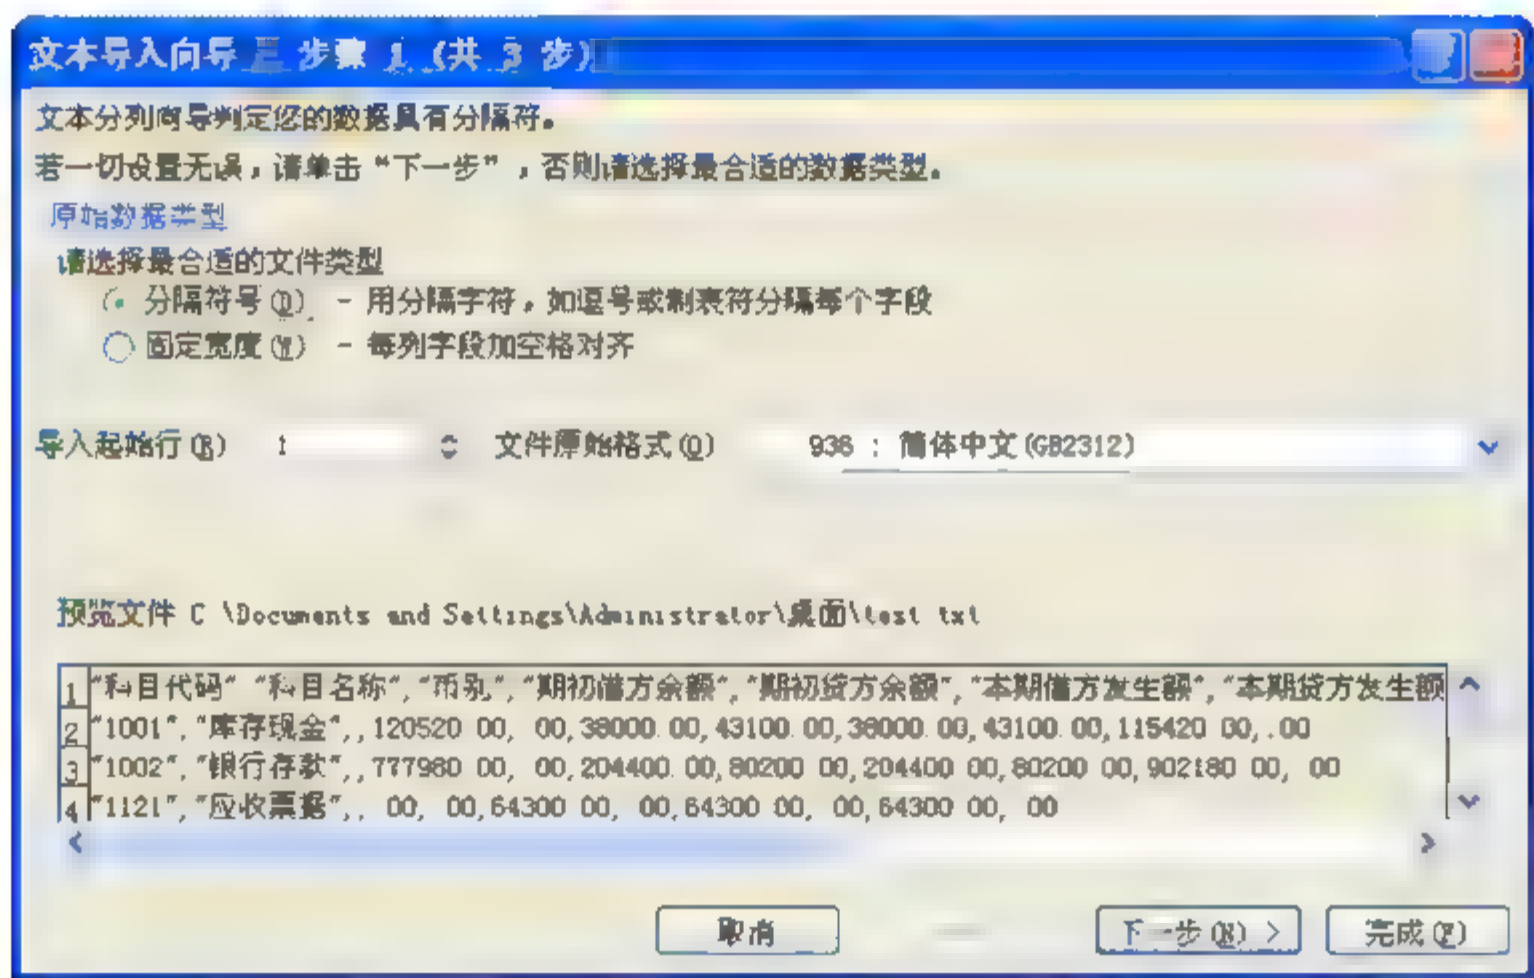 文本导入向导 - 步骤 1 (共 3 步)
文本分列向导判定您的数据具有分隔符。
若一切设置无误,请单击“下一步”,否则请选择最合适的数据类型。
原始数据类型
请选择最合适的文件类型
分隔符号(D) - 用分隔字符,如逗号或制表符分隔每个字段
固定宽度(W) - 每列字段加空格对齐
导入起始行(R) 1 文件原始格式(O) 936 : 简体中文(GB2312)
预览文件 C \Documents and Settings\Administrator\桌面\test txt
1 "科目代码" "科目名称","币别","期初借方余额","期初贷方余额","本期借方发生额","本期贷方发生额
2 "1001","库存现金",,120520 00, 00,38000.00,43100.00,38000.00,43100.00,115420 00,.00
3 "1002","银行存款",,777980 00, 00,204400.00,80200 00,204400 00,80200 00,902180 00, 00
4 "1121","应收票据",, 00, 00,64300 00, 00,64300 00, 00,64300 00, 00
取消 下一步(N) > 完成(F)